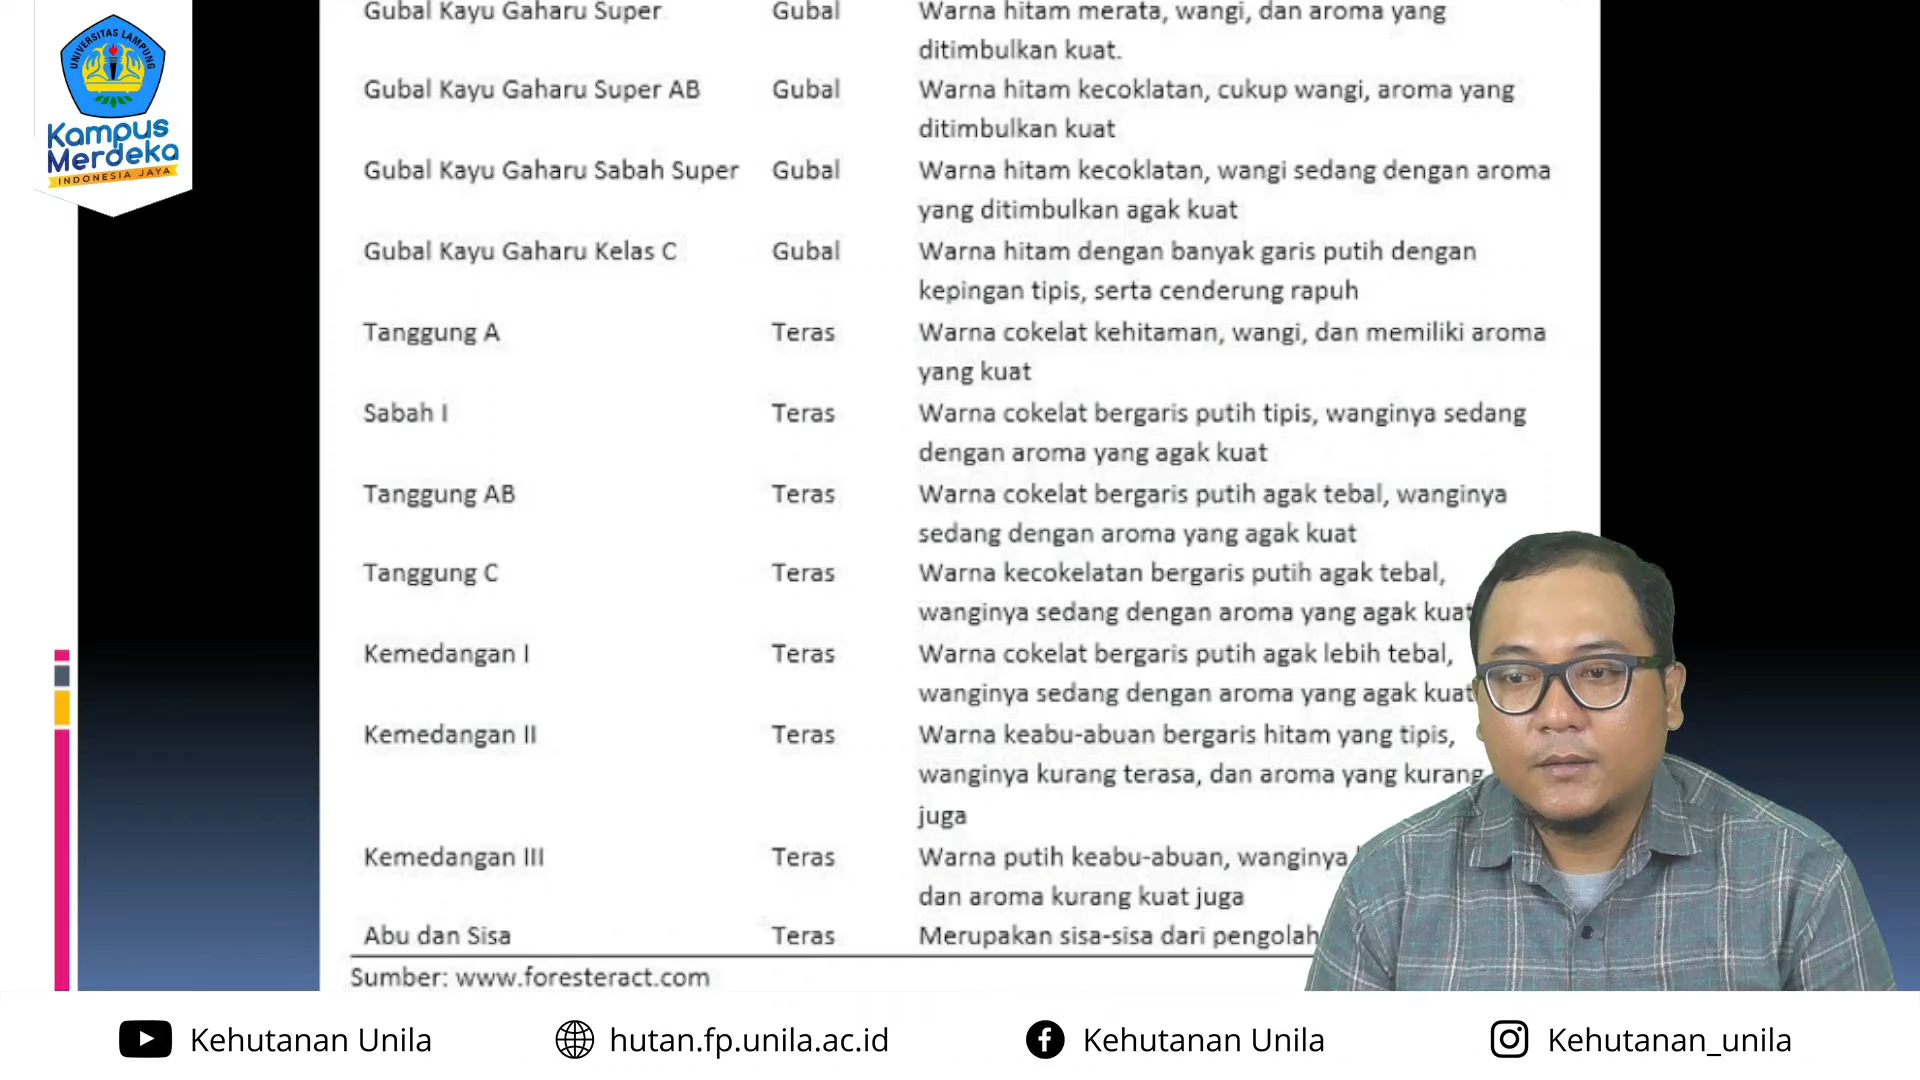 UNIVERSITAS LAMPUNG
Kampus
Merdeka
INDONESIA JAYA
Gubal Kayu Gaharu Super Gubal Warna hitam merata, wangi, dan aroma yang
ditimbulkan kuat.
Gubal Kayu Gaharu Super AB Gubal Warna hitam kecoklatan, cukup wangi, aroma yang
ditimbulkan kuat
Gubal Kayu Gaharu Sabah Super Gubal Warna hitam kecoklatan, wangi sedang dengan aroma
yang ditimbulkan agak kuat
Gubal Kayu Gaharu Kelas C Gubal Warna hitam dengan banyak garis putih dengan
kepingan tipis, serta cenderung rapuh
Tanggung A Teras Warna cokelat kehitaman, wangi, dan memiliki aroma
yang kuat
Sabah I Teras Warna cokelat bergaris putih tipis, wanginya sedang
dengan aroma yang agak kuat
Tanggung AB Teras Warna cokelat bergaris putih agak tebal, wanginya
sedang dengan aroma yang agak kuat
Tanggung C Teras Warna kecokelatan bergaris putih agak tebal,
wanginya sedang dengan aroma yang agak kuat
Kemedangan I Teras Warna cokelat bergaris putih agak lebih tebal,
wanginya sedang dengan aroma yang agak kuat
Kemedangan II Teras Warna keabu-abuan bergaris hitam yang tipis,
wanginya kurang terasa, dan aroma yang kurang
juga
Kemedangan III Teras Warna putih keabu-abuan, wanginya
dan aroma kurang kuat juga
Abu dan Sisa Teras Merupakan sisa-sisa dari pengolah
Sumber: www.foresteract.com
Kehutanan Unila hutan.fp.unila.ac.id Kehutanan Unila Kehutanan_unila